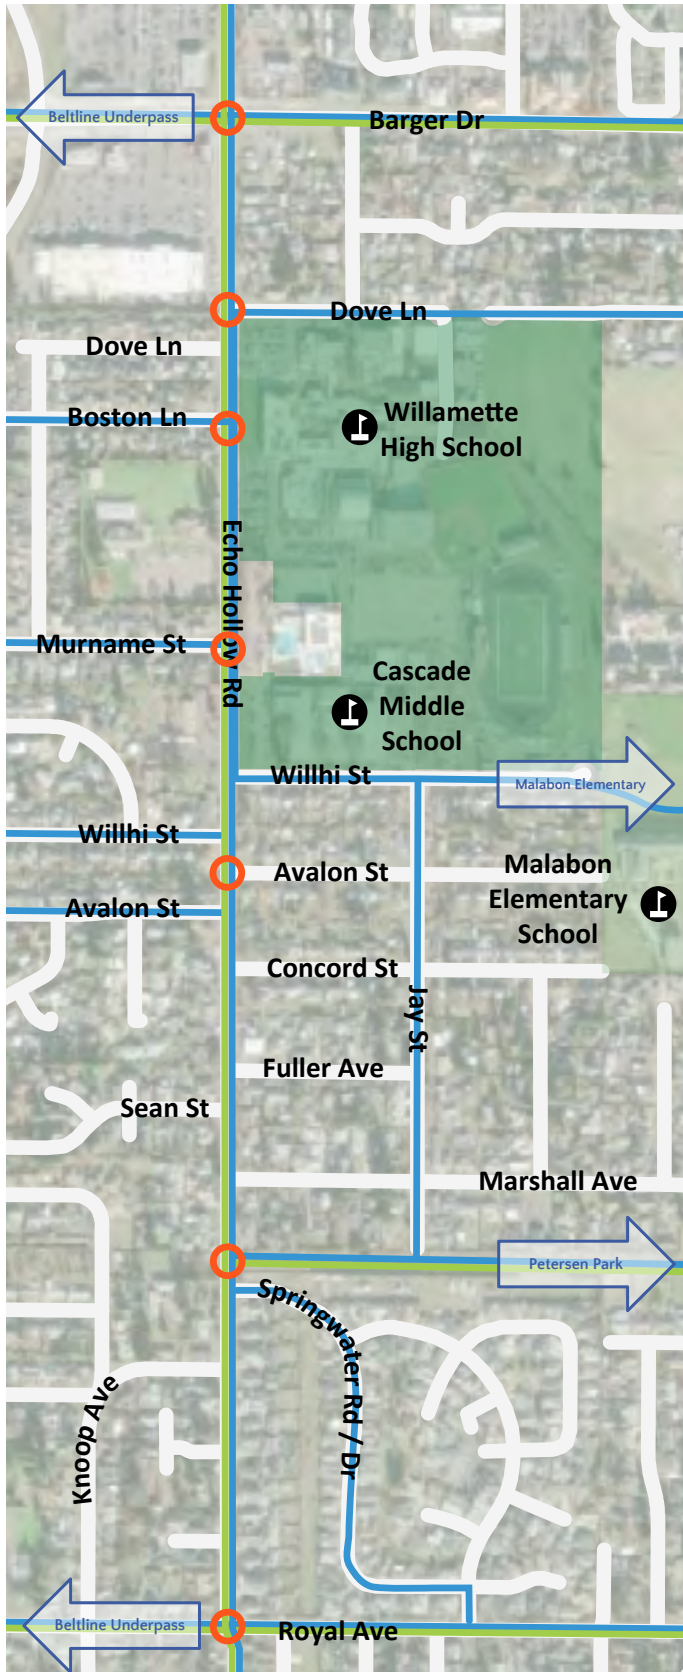 Beltline Underpass
Barger Dr
Dove Ln
Dove Ln
Boston Ln
Willamette
High School
Echo Hollow Rd
Murname St
Cascade
Middle
School
Willhi St
Malabon Elementary
Willhi St
Avalon St
Malabon
Elementary
School
Avalon St
Concord St
Jay St
Fuller Ave
Sean St
Marshall Ave
Petersen Park
Springwater Rd / Dr
Knoop Ave
Beltline Underpass
Royal Ave